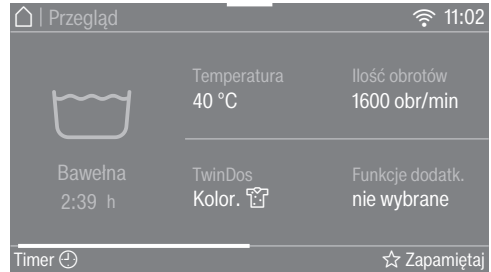 Przegląd
11:02
Temperatura
40 °C
Ilość obrotów
1600 obr/min
Bawełna
2:39 h
TwinDos
Kolor.
Funkcje dodatk.
nie wybrane
Timer
Zapamiętaj